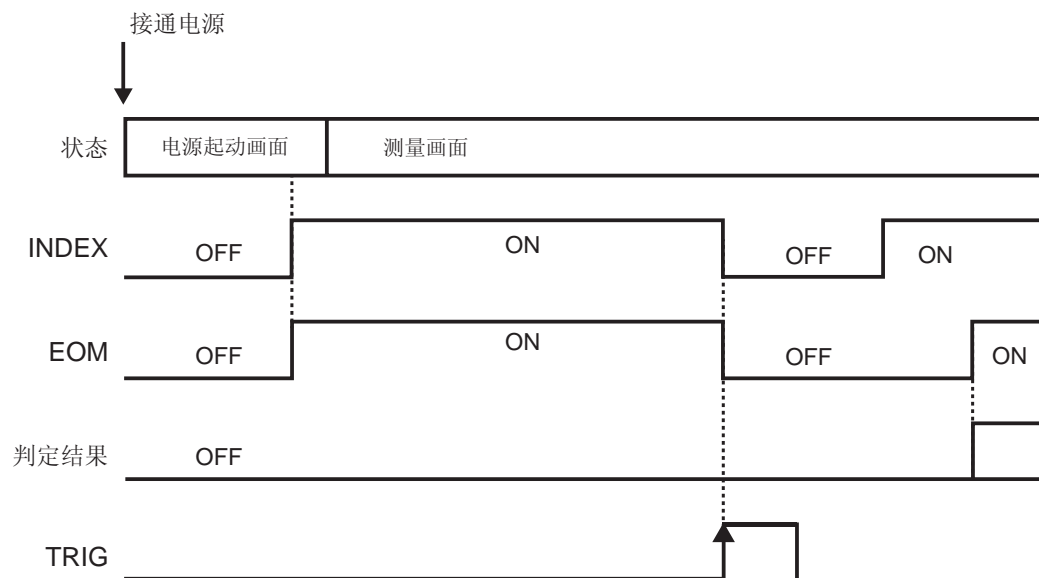 接通电源
状态 电源起动画面 测量画面
INDEX OFF ON OFF ON
EOM OFF ON OFF ON
判定结果 OFF
TRIG